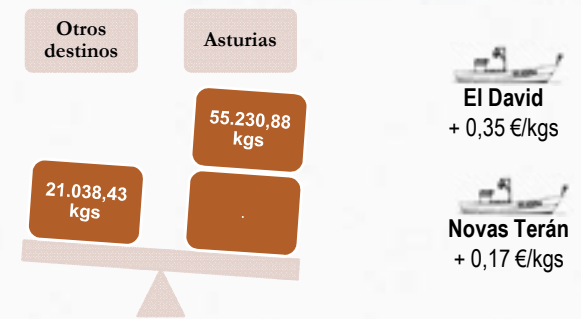 Otros
destinos
Asturias
55.230,88
kgs
21.038,43
kgs
.
El David
+ 0,35 €/kgs
Novas Terán
+ 0,17 €/kgs